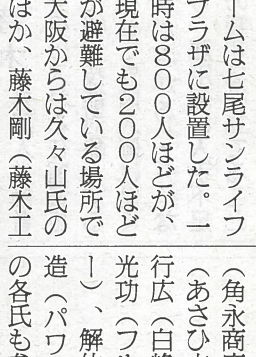 ームは七尾サンライフ
プラザに設置した。一
時は８００人ほどが、
現在でも２００人ほど
が避難している場所で
大阪からは久々山氏の
ほか、藤木剛（藤木工
（角永商
（あさひ
行広（白峰
光功（フ
ー）、解体
造（パワ
の各氏も参